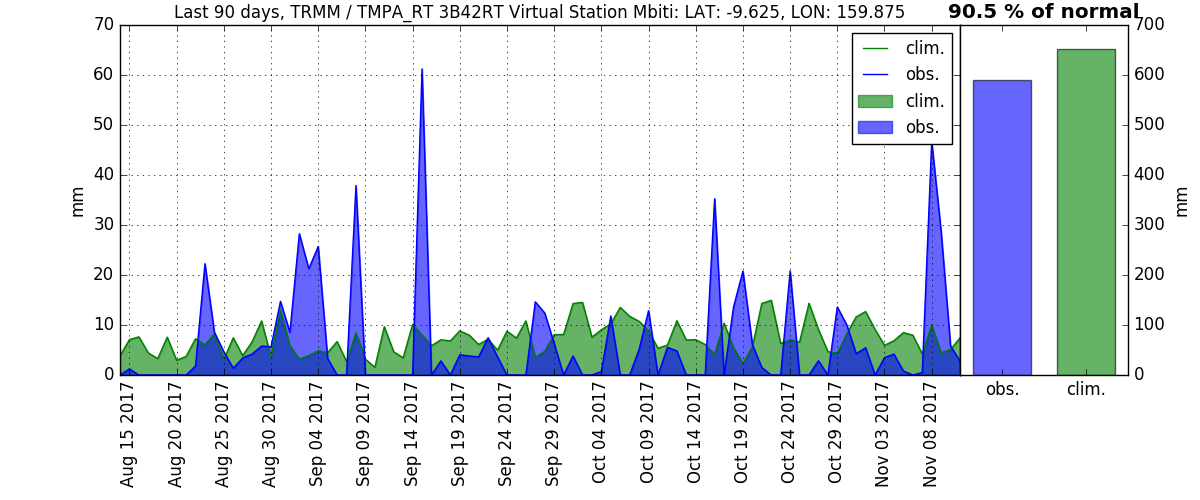 Last 90 days, TRMM / TMPA_RT 3B42RT Virtual Station Mbiti: LAT: -9.625, LON: 159.875
90.5 % of normal
70
60
50
40
30
20
10
0
mm
clim.
obs.
clim.
obs.
Aug 15 2017
Aug 20 2017
Aug 25 2017
Aug 30 2017
Sep 04 2017
Sep 09 2017
Sep 14 2017
Sep 19 2017
Sep 24 2017
Sep 29 2017
Oct 04 2017
Oct 09 2017
Oct 14 2017
Oct 19 2017
Oct 24 2017
Oct 29 2017
Nov 03 2017
Nov 08 2017
700
600
500
400
300
200
100
0
mm
obs.
clim.